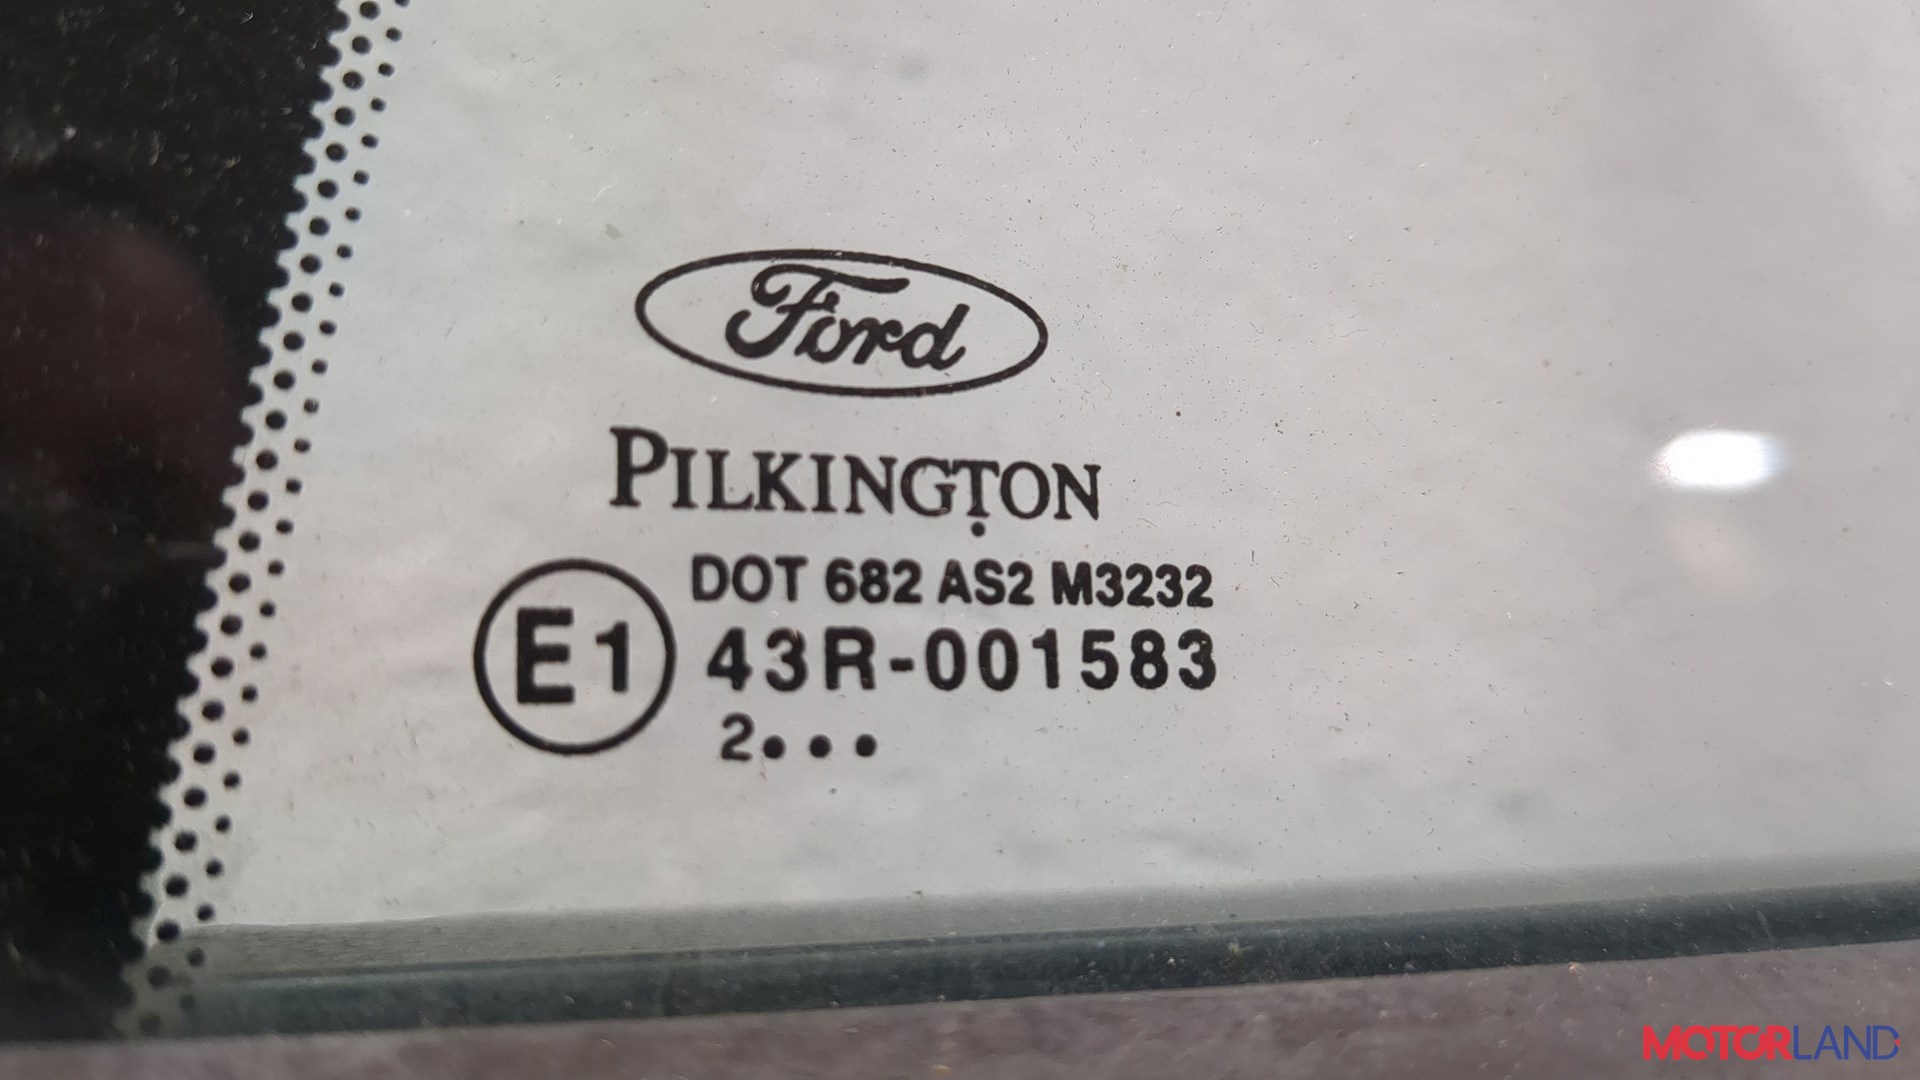 Ford
PILKINGTON
DOT 682 AS2 M3232
E1 43R-001583
2•••
MOTORLAND